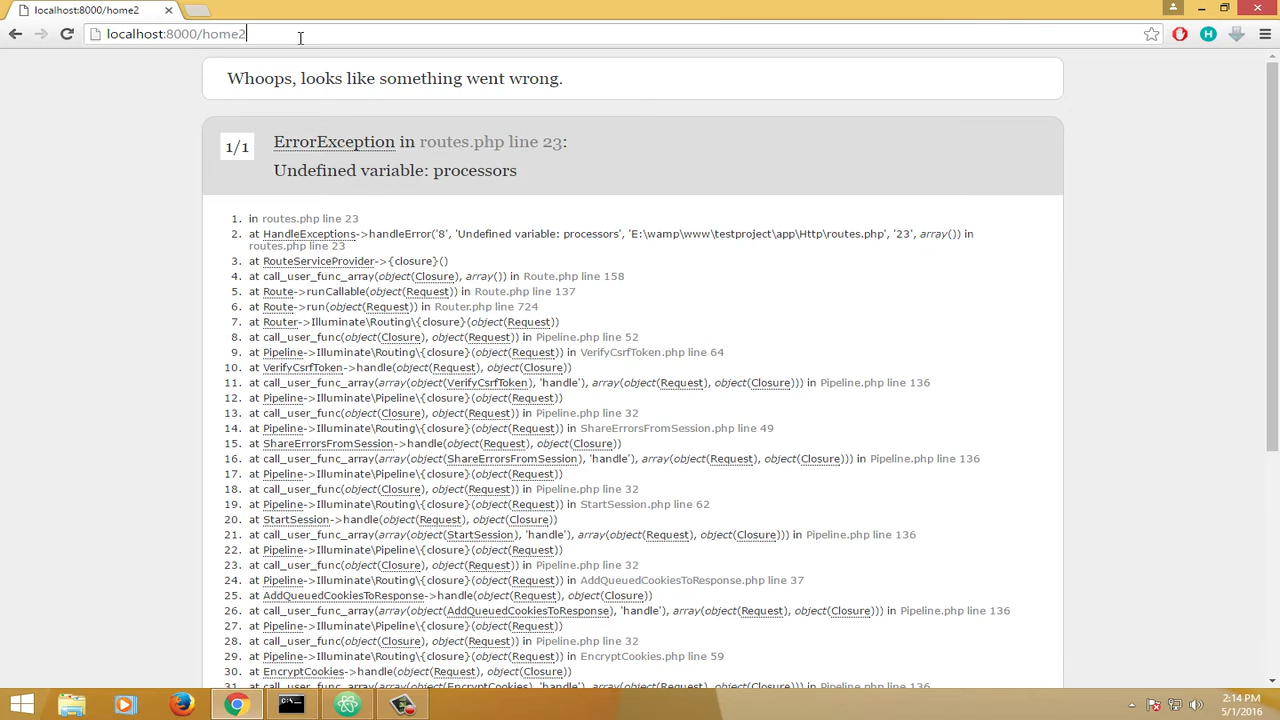 localhost:8000/home2
localhost:8000/home2
Whoops, looks like something went wrong.
1/1
ErrorException in routes.php line 23:
Undefined variable: processors
1. in routes.php line 23
2. at HandleExceptions->handleError('8', 'Undefined variable: processors', 'E:\wamp\www\testproject\app\Http\routes.php', '23', array()) in
routes.php line 23
3. at RouteServiceProvider->{closure}()
4. at call_user_func_array(object(Closure), array()) in Route.php line 158
5. at Route->runCallable(object(Request)) in Route.php line 137
6. at Route->run(object(Request)) in Router.php line 724
7. at Router->Illuminate\Routing\{closure}(object(Request))
8. at call_user_func(object(Closure), object(Request)) in Pipeline.php line 52
9. at Pipeline->Illuminate\Routing\{closure}(object(Request)) in VerifyCsrfToken.php line 64
10. at VerifyCsrfToken->handle(object(Request), object(Closure))
11. at call_user_func_array(array(object(VerifyCsrfToken), 'handle'), array(object(Request), object(Closure))) in Pipeline.php line 136
12. at Pipeline->Illuminate\Pipeline\{closure}(object(Request))
13. at call_user_func(object(Closure), object(Request)) in Pipeline.php line 32
14. at Pipeline->Illuminate\Routing\{closure}(object(Request)) in ShareErrorsFromSession.php line 49
15. at ShareErrorsFromSession->handle(object(Request), object(Closure))
16. at call_user_func_array(array(object(ShareErrorsFromSession), 'handle'), array(object(Request), object(Closure))) in Pipeline.php line 136
17. at Pipeline->Illuminate\Pipeline\{closure}(object(Request))
18. at call_user_func(object(Closure), object(Request)) in Pipeline.php line 32
19. at Pipeline->Illuminate\Routing\{closure}(object(Request)) in StartSession.php line 62
20. at StartSession->handle(object(Request), object(Closure))
21. at call_user_func_array(array(object(StartSession), 'handle'), array(object(Request), object(Closure))) in Pipeline.php line 136
22. at Pipeline->Illuminate\Pipeline\{closure}(object(Request))
23. at call_user_func(object(Closure), object(Request)) in Pipeline.php line 32
24. at Pipeline->Illuminate\Routing\{closure}(object(Request)) in AddQueuedCookiesToResponse.php line 37
25. at AddQueuedCookiesToResponse->handle(object(Request), object(Closure))
26. at call_user_func_array(array(object(AddQueuedCookiesToResponse), 'handle'), array(object(Request), object(Closure))) in Pipeline.php line 136
27. at Pipeline->Illuminate\Pipeline\{closure}(object(Request))
28. at call_user_func(object(Closure), object(Request)) in Pipeline.php line 32
29. at Pipeline->Illuminate\Routing\{closure}(object(Request)) in EncryptCookies.php line 59
30. at EncryptCookies->handle(object(Request), object(Closure))
31. at call_user_func_array(array(object(EncryptCookies), 'handle'), array(object(Request), object(Closure))) in Pipeline.php line 136
2:14 PM
5/1/2016